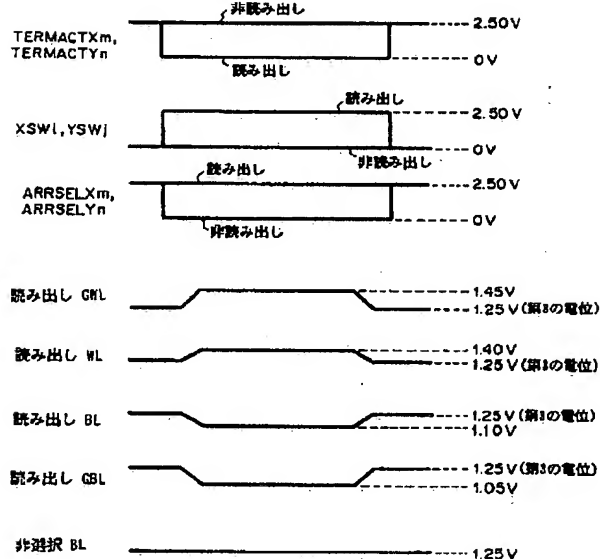 非読み出し
2.50V
TERMACTXm,
TERMACTYn
0V
読み出し
読み出し
2.50V
XSWi,YSWj
0V
非読み出し
読み出し
2.50V
ARRSELXm,
ARRSELYn
0V
非読み出し
読み出し GWL
1.45V
1.25V(第3の電位)
読み出し WL
1.40V
1.25V(第3の電位)
読み出し BL
1.25V(第3の電位)
1.10V
読み出し GBL
1.25V(第3の電位)
1.05V
非選択 BL
1.25V